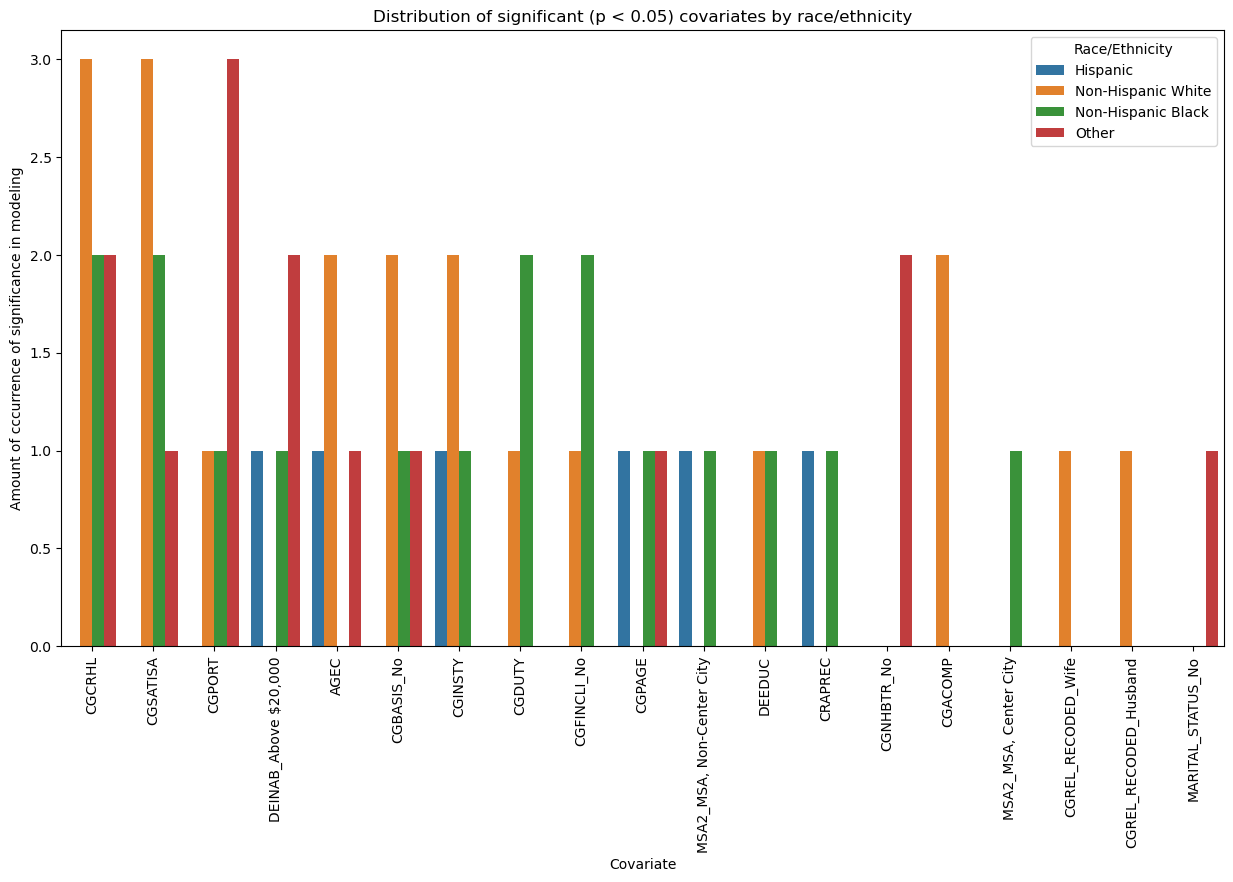 Distribution of significant (p < 0.05) covariates by race/ethnicity
Race/Ethnicity
Hispanic
Non-Hispanic White
Non-Hispanic Black
Other
Amount of cccurrence of significance in modeling
3.0
2.5
2.0
1.5
1.0
0.5
0.0
CGCRHL
CGSATISA
CGPORT
DEINAB_Above $20,000
AGEC
CGBASIS_No
CGINSTY
CGDUTY
CGFINCLI_No
CGPAGE
MSA2_MSA, Non-Center City
DEEDUC
CRAPREC
CGNHBTR_No
CGACOMP
MSA2_MSA, Center City
CGREL_RECODED_Wife
CGREL_RECODED_Husband
MARITAL_STATUS_No
Covariate